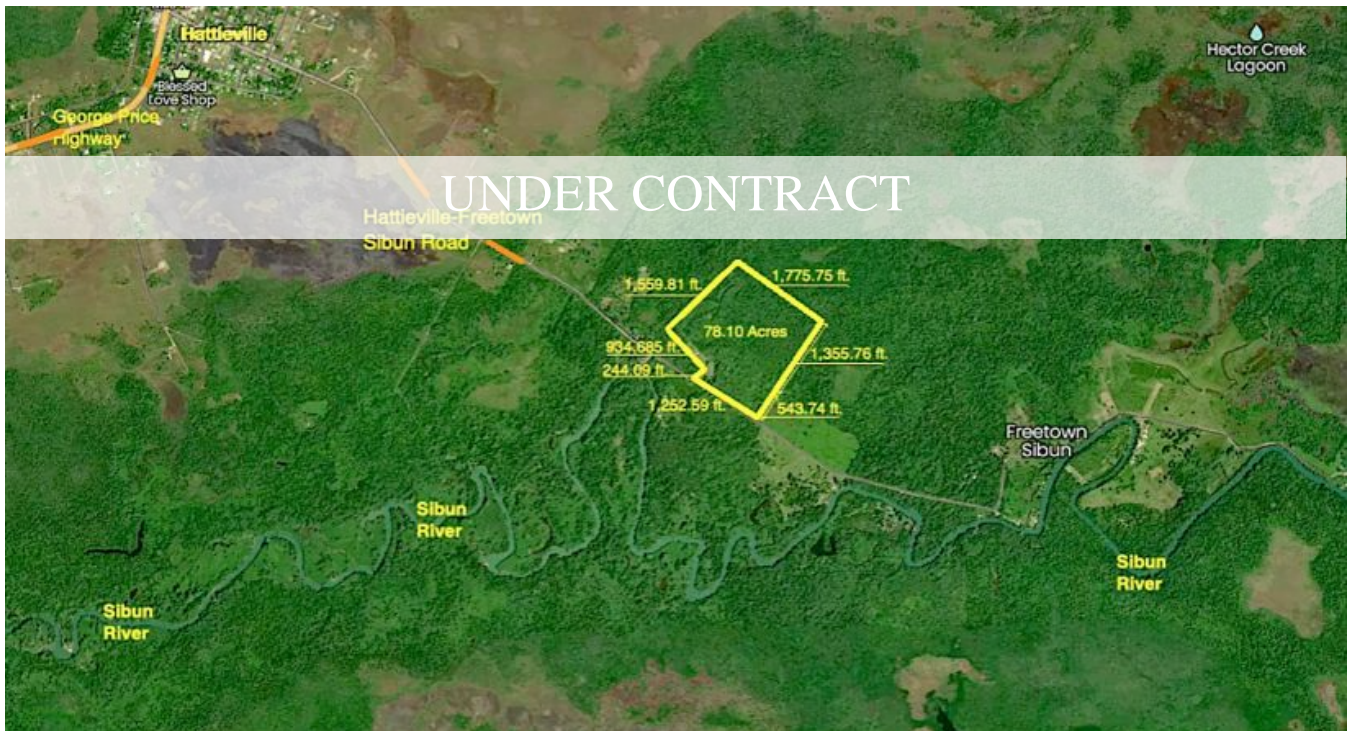 Hattieville
Hector Creek
Lagoon
Blessed
Love Shop
George Price
Highway
UNDER CONTRACT
Hattieville-Freetown
Sibun Road
1,559.81 ft.
1,775.75 ft.
78.10 Acres
934.685 ft.
1,355.76 ft.
244.09 ft.
1,252.59 ft.
543.74 ft.
Freetown
Sibun
Sibun
River
Sibun
River
Sibun
River